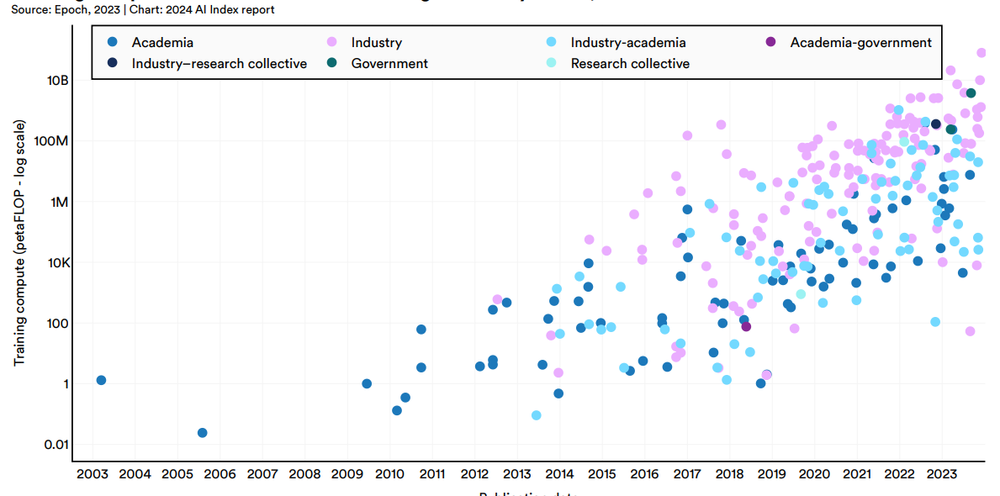 Source: Epoch, 2023 | Chart: 2024 AI Index report
Academia Industry Industry-academia Academia-government
Industry–research collective Government Research collective
Training compute (petaFLOP - log scale)
10B
100M
1M
10K
100
1
0.01
2003 2004 2005 2006 2007 2008 2009 2010 2011 2012 2013 2014 2015 2016 2017 2018 2019 2020 2021 2022 2023